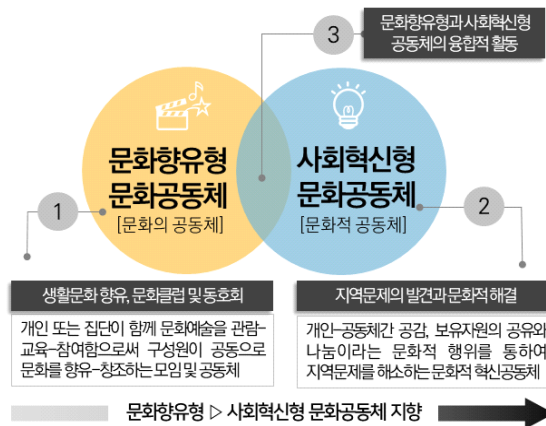 3
문화향유형과 사회혁신형
공동체의 융합적 활동
문화향유형
문화공동체
[문화의 공동체]
사회혁신형
문화공동체
[문화적 공동체]
1
2
생활문화 향유, 문화클럽 및 동호회
개인 또는 집단이 함께 문화예술을 관람-
교육-참여함으로써 구성원이 공동으로
문화를 향유-창조하는 모임 및 공동체
지역문제의 발견과 문화적 해결
개인-공동체간 공감, 보유자원의 공유와
나눔이라는 문화적 행위를 통하여
지역문제를 해소하는 문화적 혁신공동체
문화향유형 ▷ 사회혁신형 문화공동체 지향